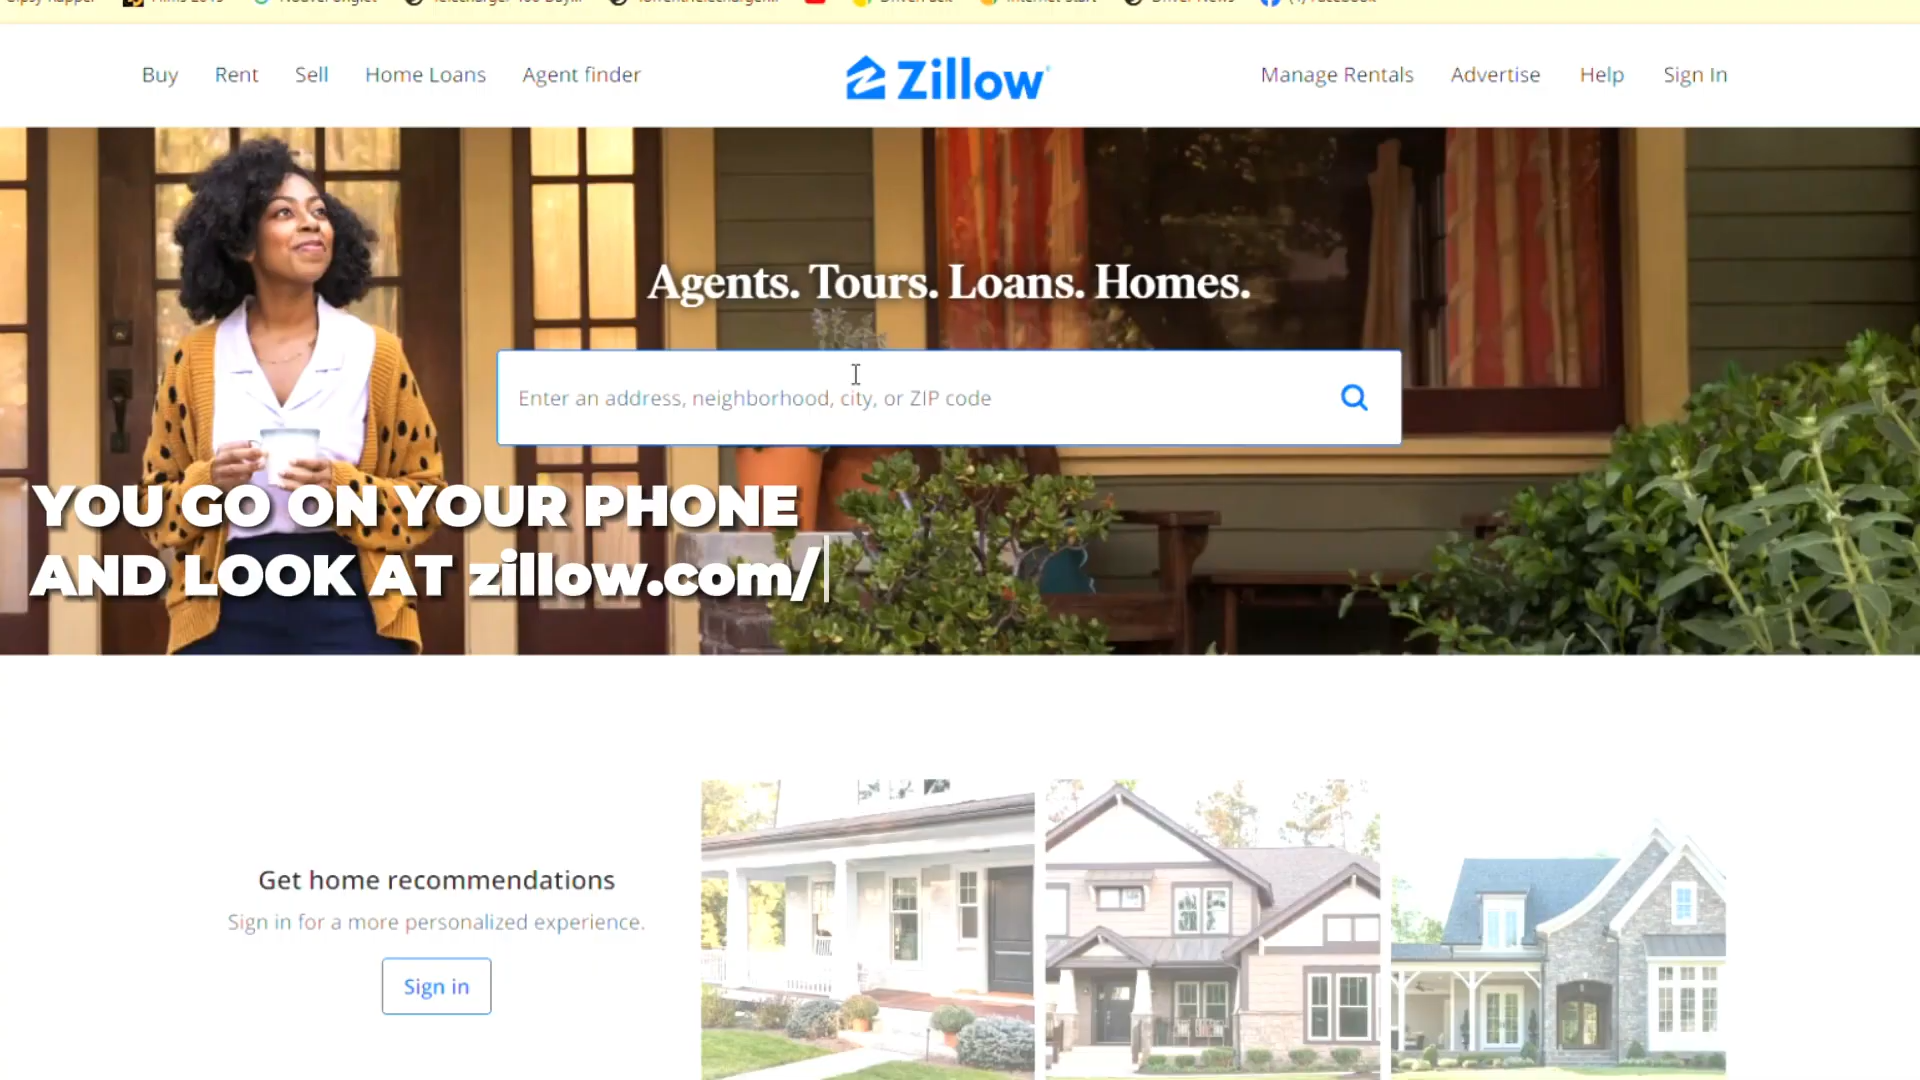 Buy Rent Sell Home Loans Agent finder Zillow Manage Rentals Advertise Help Sign In
Agents. Tours. Loans. Homes.
Enter an address, neighborhood, city, or ZIP code
YOU GO ON YOUR PHONE
AND LOOK AT zillow.com/
Get home recommendations
Sign in for a more personalized experience.
Sign in